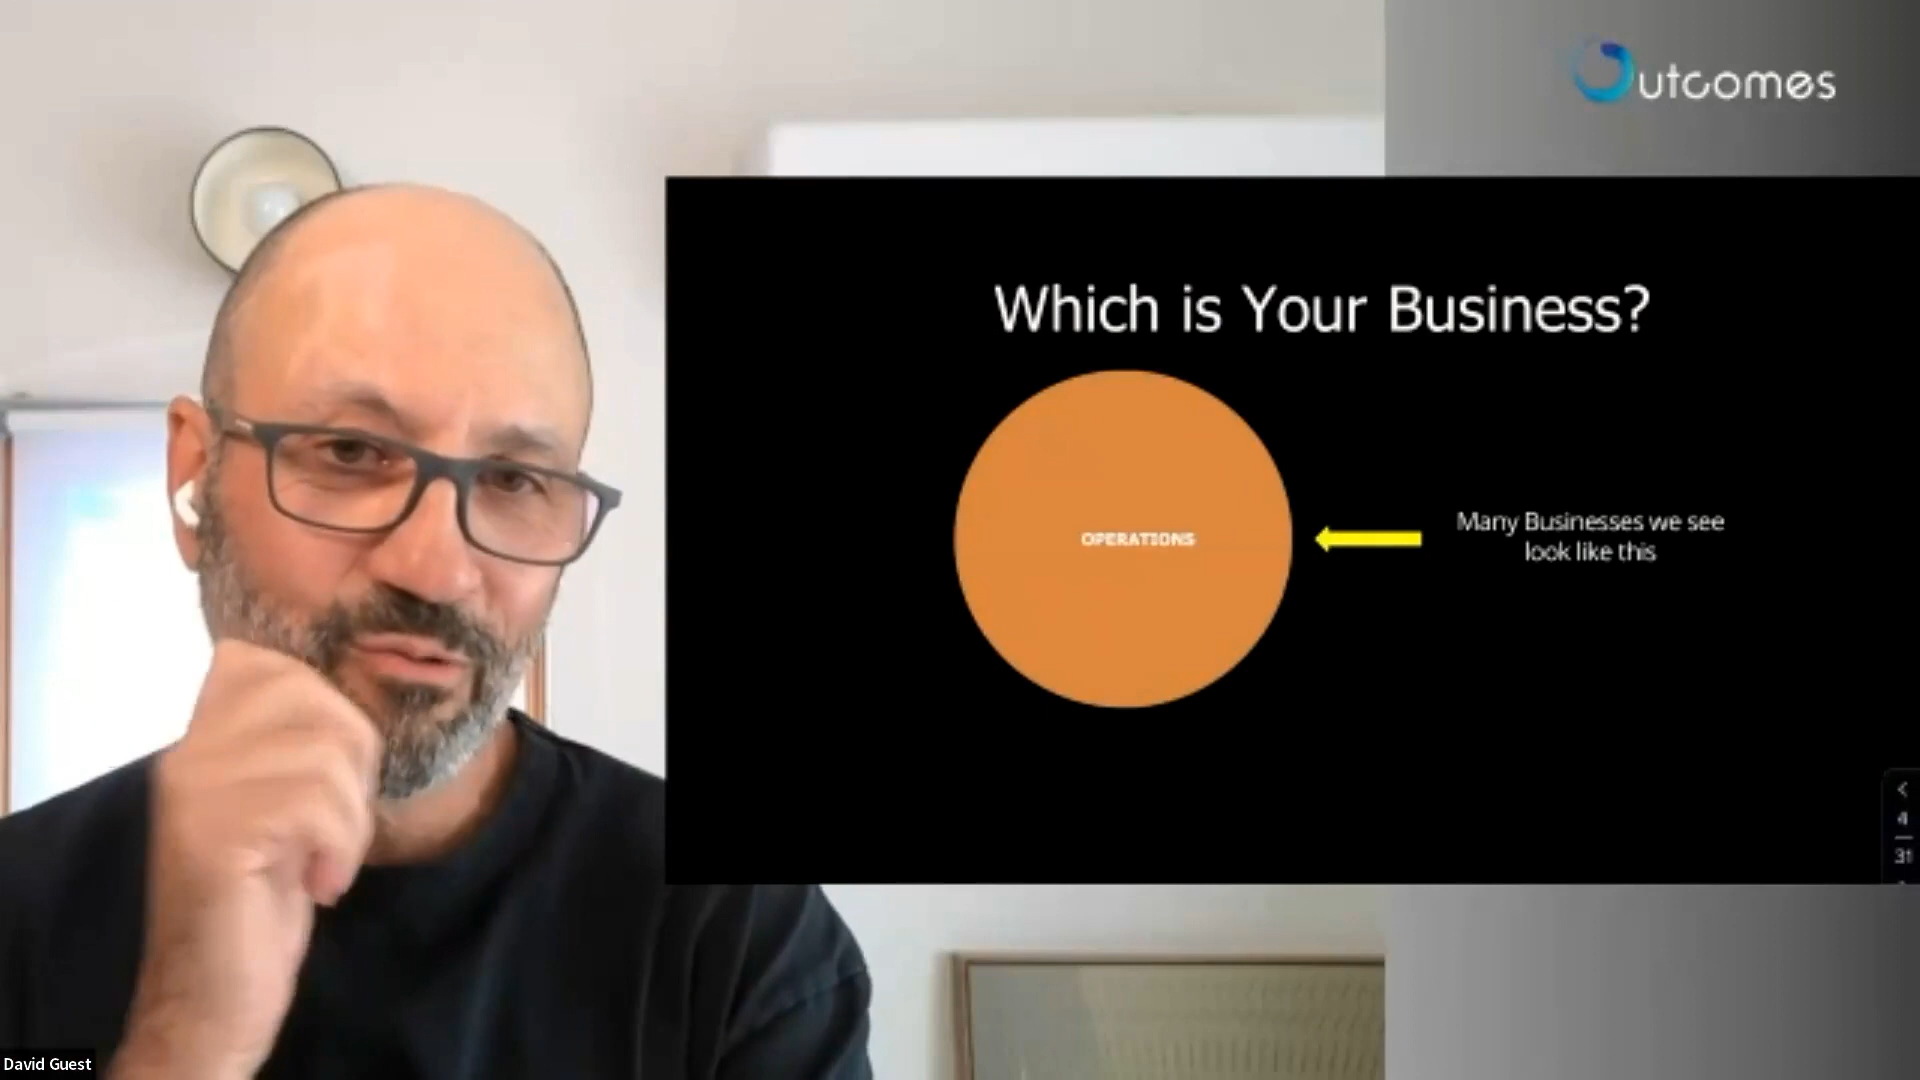 Outcomes
Which is Your Business?
OPERATIONS
Many Businesses we see
look like this
4
31
David Guest